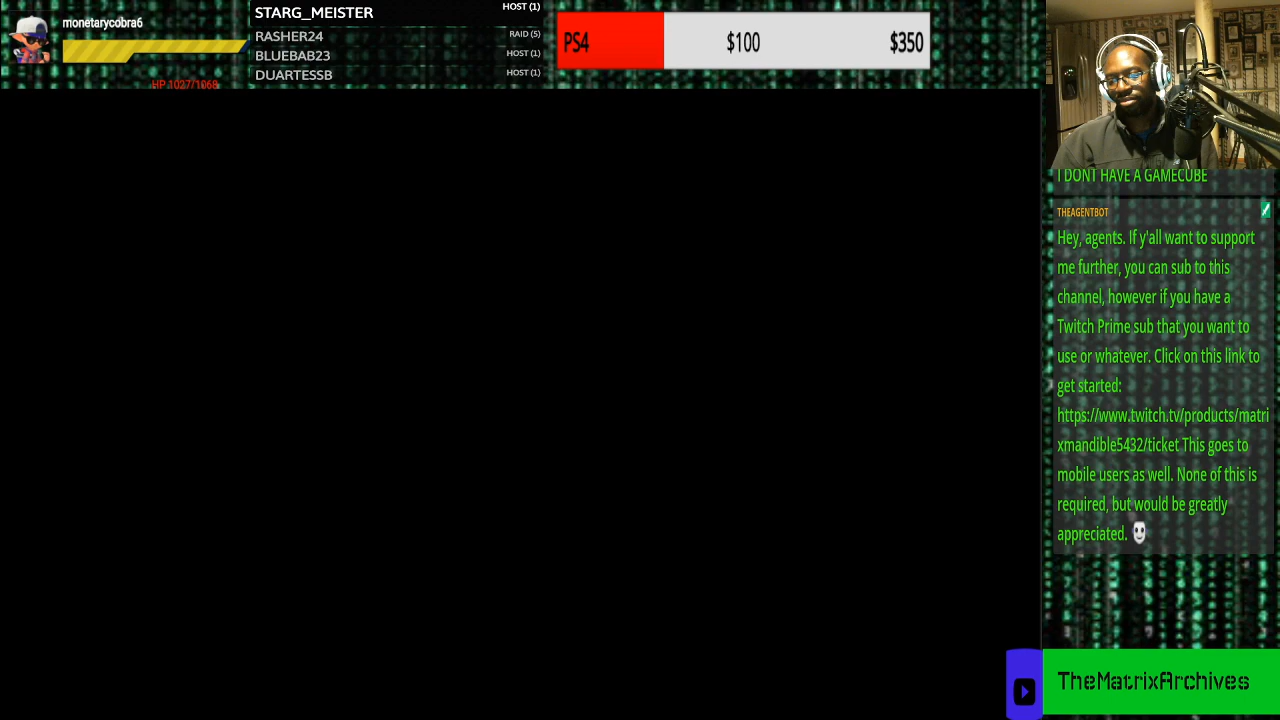 monetarycobra6
HP 1027/1068
STARG_MEISTER HOST (1)
RASHER24 RAID (5)
BLUEBAB23 HOST (1)
DUARTESSB HOST (1)
PS4 $100 $350
I DONT HAVE A GAMECUBE
THEAGENTBOT
Hey, agents. If y'all want to support
me further, you can sub to this
channel, however if you have a
Twitch Prime sub that you want to
use or whatever. Click on this link to
get started:
https://www.twitch.tv/products/matri
xmandible5432/ticket This goes to
mobile users as well. None of this is
required, but would be greatly
appreciated.
TheMatrixArchives